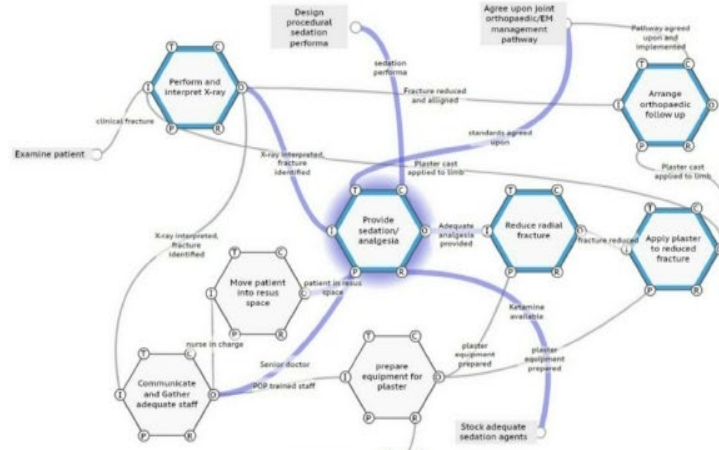 Design
procedural
sedation
performa
Agree upon joint
orthopaedic/EM
management
pathway
Pathway agreed
upon and
implemented
sedation
performa
T
C
I
O
P
R
Perform and
interpret X-ray
Fracture reduced
and alligned
T
C
I
O
P
R
Arrange
orthopaedic
follow up
clinical fracture
Examine patient
X-ray interpreted,
fracture
identified
standards agreed
upon
Plaster cast
applied to limb
Plaster cast
applied to limb
T
C
I
O
P
R
Provide
sedation/
analgesia
Adequate
analgesia
provided
T
C
I
O
P
R
Reduce radial
fracture
fracture reduced
T
C
I
P
R
Apply plaster
to reduced
fracture
X-ray interpreted,
fracture
identified
T
C
I
O
P
R
Move patient
into resus
space
patient in resus
space
Ketamine
available
nurse in charge
Senior doctor
POP trained staff
T
C
I
O
P
R
Communicate
and Gather
adequate staff
T
C
I
O
P
R
prepare
equipment for
plaster
plaster
equipment
prepared
plaster
equipment
prepared
Stock adequate
sedation agents